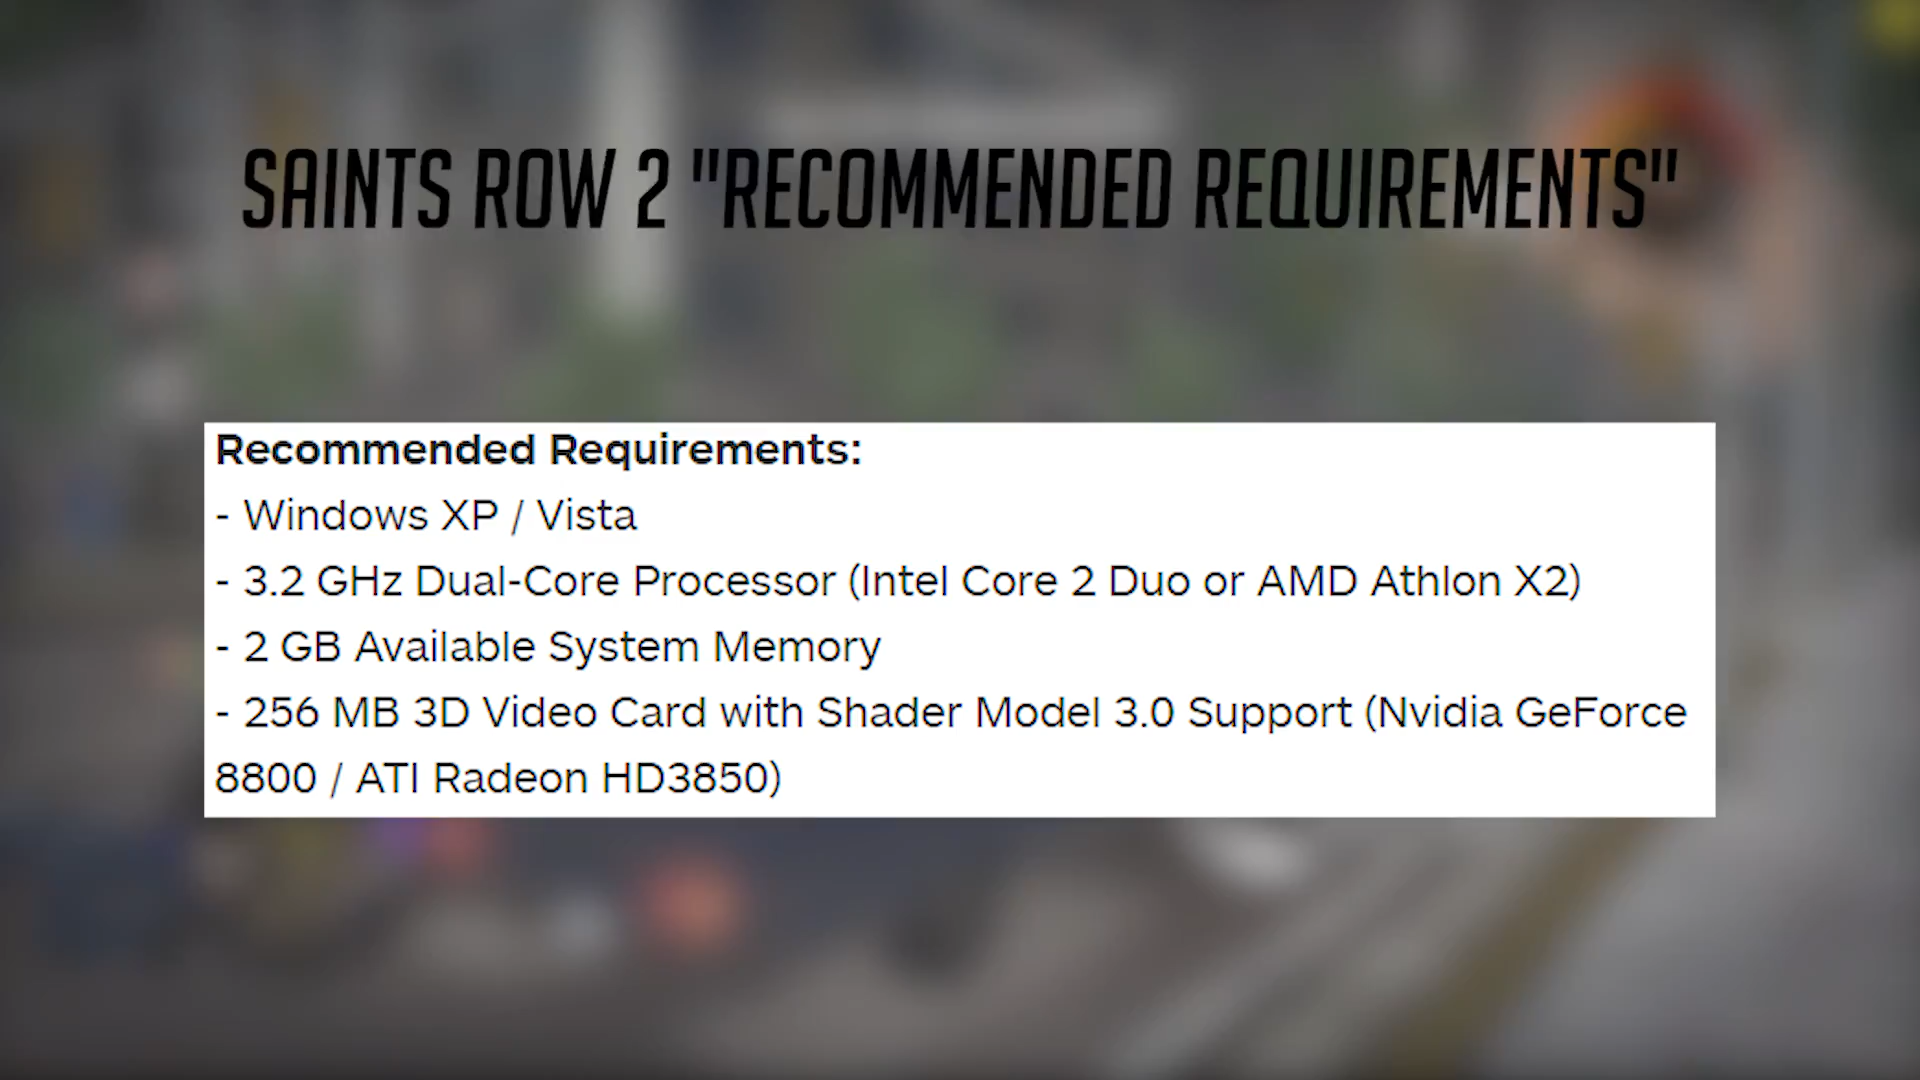 SAINTS ROW 2 "RECOMMENDED REQUIREMENTS"
Recommended Requirements:
- Windows XP / Vista
- 3.2 GHz Dual-Core Processor (Intel Core 2 Duo or AMD Athlon X2)
- 2 GB Available System Memory
- 256 MB 3D Video Card with Shader Model 3.0 Support (Nvidia GeForce
8800 / ATI Radeon HD3850)